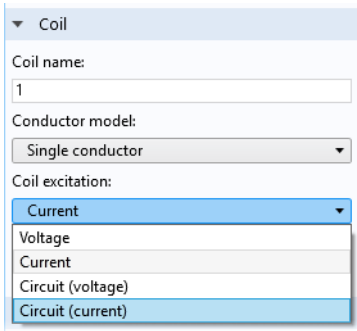 Coil
Coil name:
1
Conductor model:
Single conductor
Coil excitation:
Current
Voltage
Current
Circuit (voltage)
Circuit (current)